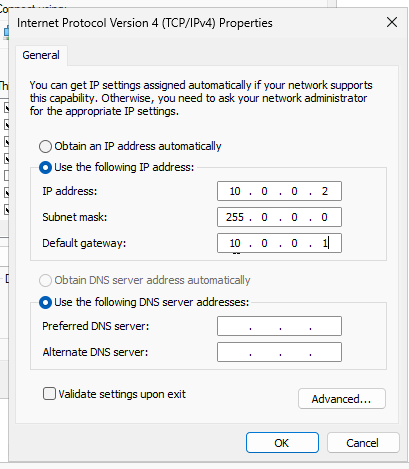 Connect using:
Internet Protocol Version 4 (TCP/IPv4) Properties
General
You can get IP settings assigned automatically if your network supports
this capability. Otherwise, you need to ask your network administrator
for the appropriate IP settings.
Obtain an IP address automatically
Use the following IP address:
IP address: 10 . 0 . 0 . 2
Subnet mask: 255 . 0 . 0 . 0
Default gateway: 10 . 0 . 0 . 1
Obtain DNS server address automatically
Use the following DNS server addresses:
Preferred DNS server: . . .
Alternate DNS server: . . .
Validate settings upon exit
Advanced...
OK Cancel